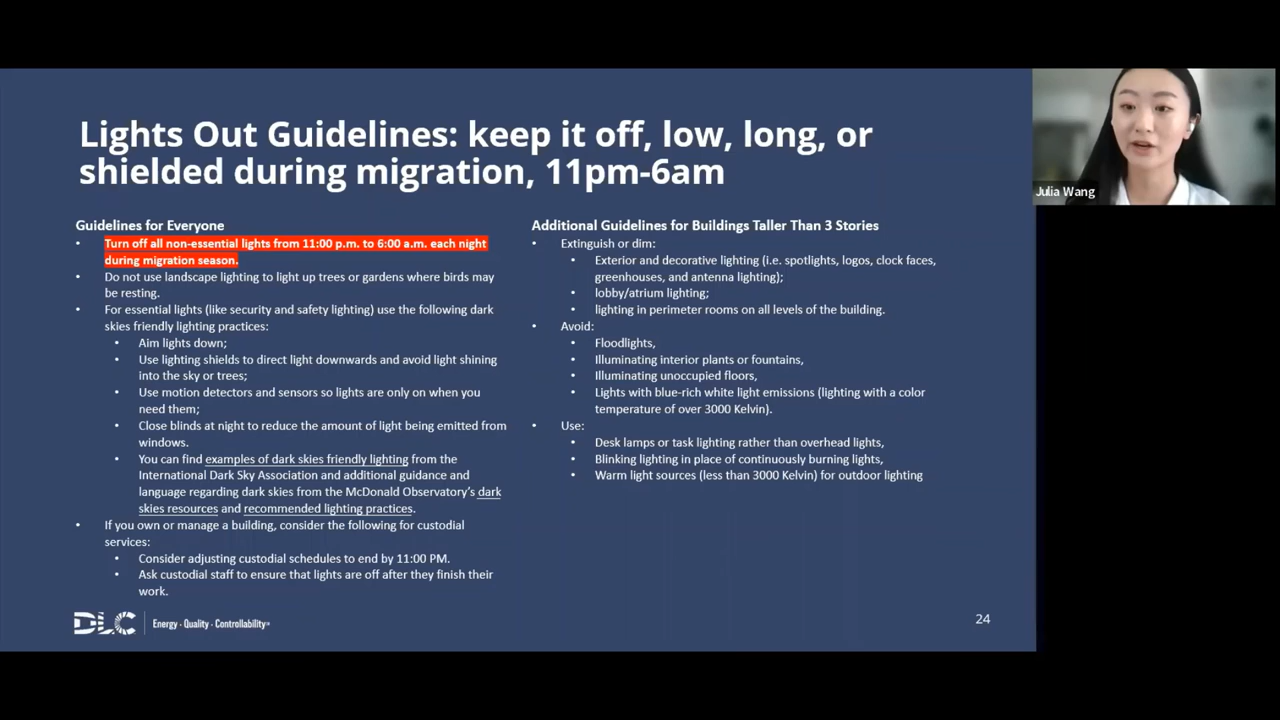 Lights Out Guidelines: keep it off, low, long, or
shielded during migration, 11pm-6am
Julia Wang
Guidelines for Everyone
• Turn off all non-essential lights from 11:00 p.m. to 6:00 a.m. each night
during migration season.
• Do not use landscape lighting to light up trees or gardens where birds may
be resting.
• For essential lights (like security and safety lighting) use the following dark
skies friendly lighting practices:
• Aim lights down;
• Use lighting shields to direct light downwards and avoid light shining
into the sky or trees;
• Use motion detectors and sensors so lights are only on when you
need them;
• Close blinds at night to reduce the amount of light being emitted from
windows.
• You can find examples of dark skies friendly lighting from the
International Dark Sky Association and additional guidance and
language regarding dark skies from the McDonald Observatory's dark
skies resources and recommended lighting practices.
• If you own or manage a building, consider the following for custodial
services:
• Consider adjusting custodial schedules to end by 11:00 PM.
• Ask custodial staff to ensure that lights are off after they finish their
work.
Additional Guidelines for Buildings Taller Than 3 Stories
• Extinguish or dim:
• Exterior and decorative lighting (i.e. spotlights, logos, clock faces,
greenhouses, and antenna lighting);
• lobby/atrium lighting;
• lighting in perimeter rooms on all levels of the building.
• Avoid:
• Floodlights,
• Illuminating interior plants or fountains,
• Illuminating unoccupied floors,
• Lights with blue-rich white light emissions (lighting with a color
temperature of over 3000 Kelvin).
• Use:
• Desk lamps or task lighting rather than overhead lights,
• Blinking lighting in place of continuously burning lights,
• Warm light sources (less than 3000 Kelvin) for outdoor lighting
DLC Energy · Quality · Controllability®
24